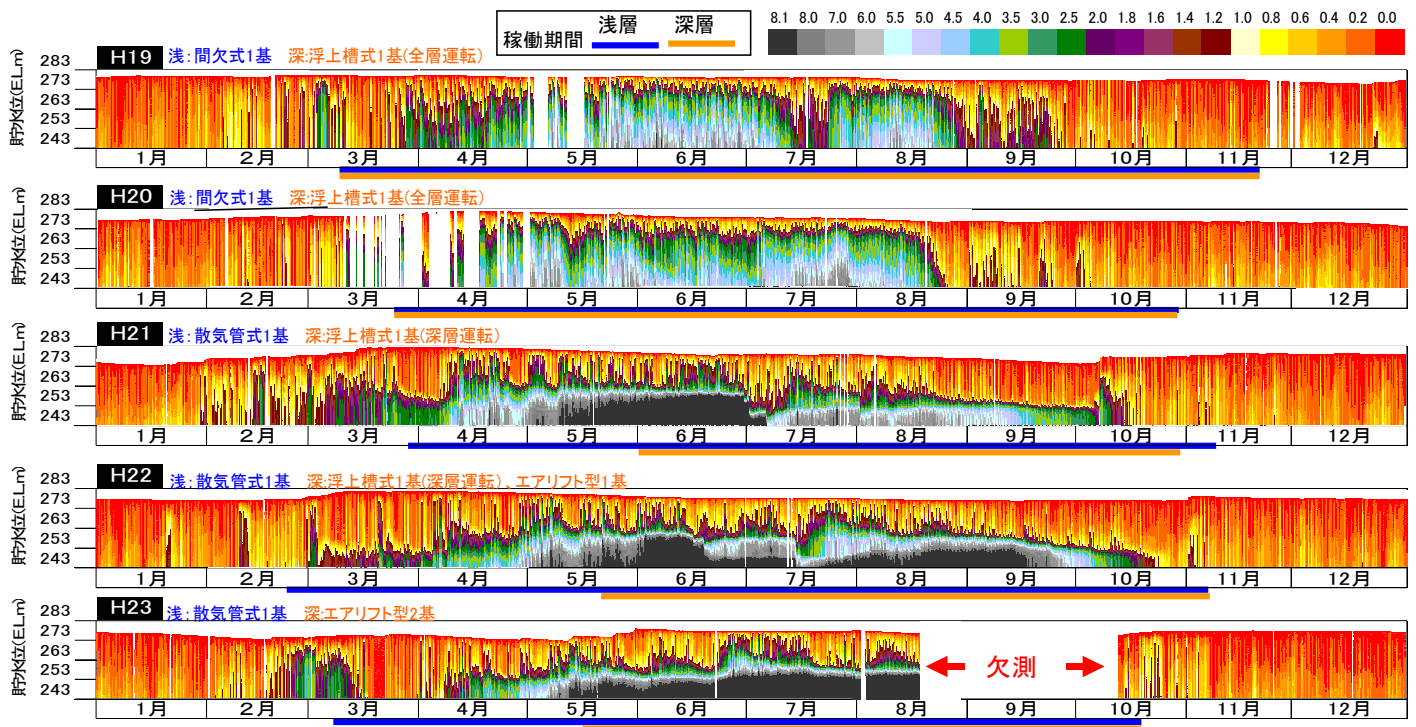 稼働期間 浅層 深層
8.1 8.0 7.0 6.0 5.5 5.0 4.5 4.0 3.5 3.0 2.5 2.0 1.8 1.6 1.4 1.2 1.0 0.8 0.6 0.4 0.2 0.0
H19 浅:間欠式1基 深:浮上槽式1基(全層運転)
貯水位(EL.m)
283
273
263
253
243
1月 2月 3月 4月 5月 6月 7月 8月 9月 10月 11月 12月
H20 浅:間欠式1基 深:浮上槽式1基(全層運転)
貯水位(EL.m)
283
273
263
253
243
1月 2月 3月 4月 5月 6月 7月 8月 9月 10月 11月 12月
H21 浅:散気管式1基 深:浮上槽式1基(深層運転)
貯水位(EL.m)
283
273
263
253
243
1月 2月 3月 4月 5月 6月 7月 8月 9月 10月 11月 12月
H22 浅:散気管式1基 深:浮上槽式1基(深層運転)、エアリフト型1基
貯水位(EL.m)
283
273
263
253
243
1月 2月 3月 4月 5月 6月 7月 8月 9月 10月 11月 12月
H23 浅:散気管式1基 深:エアリフト型2基
貯水位(EL.m)
283
273
263
253
243
欠測
1月 2月 3月 4月 5月 6月 7月 8月 9月 10月 11月 12月